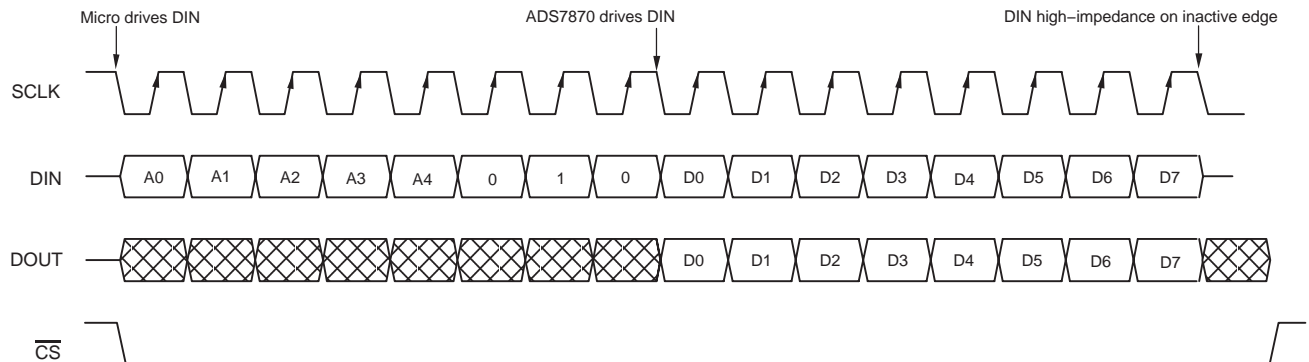 Micro drives DIN ADS7870 drives DIN DIN high−impedance on inactive edge
SCLK
DIN A0 A1 A2 A3 A4 0 1 0 D0 D1 D2 D3 D4 D5 D6 D7
DOUT D0 D1 D2 D3 D4 D5 D6 D7
CS